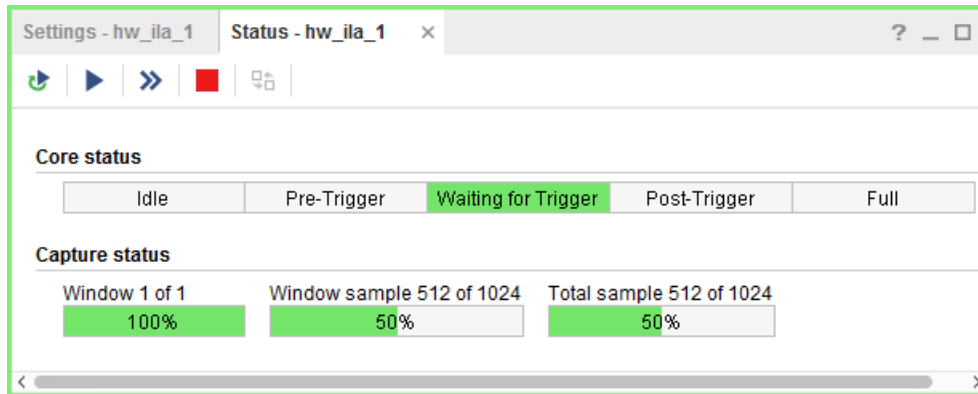 Settings - hw_ila_1 Status - hw_ila_1 × ? _ □
Core status
Idle Pre-Trigger Waiting for Trigger Post-Trigger Full
Capture status
Window 1 of 1 Window sample 512 of 1024 Total sample 512 of 1024
100% 50% 50%